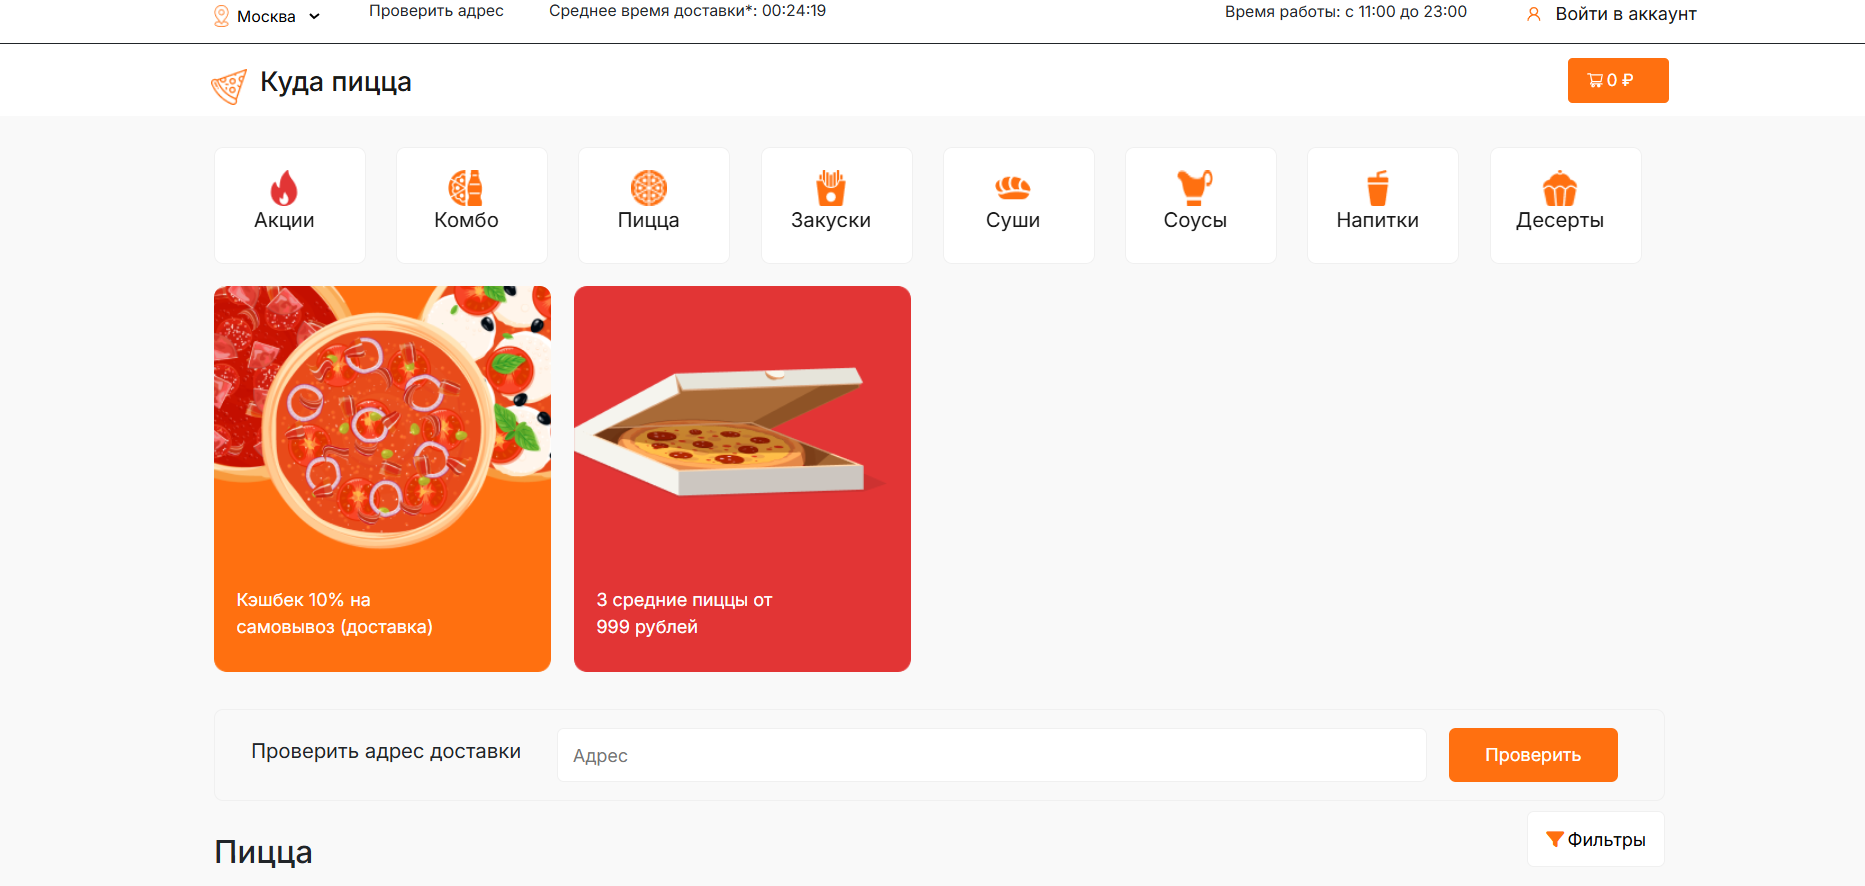 Москва
Проверить адрес
Среднее время доставки*: 00:24:19
Время работы: с 11:00 до 23:00
Войти в аккаунт
Куда пицца
0 ₽
Акции
Комбо
Пицца
Закуски
Суши
Соусы
Напитки
Десерты
Кэшбек 10% на
самовывоз (доставка)
3 средние пиццы от
999 рублей
Проверить адрес доставки
Адрес
Проверить
Пицца
Фильтры